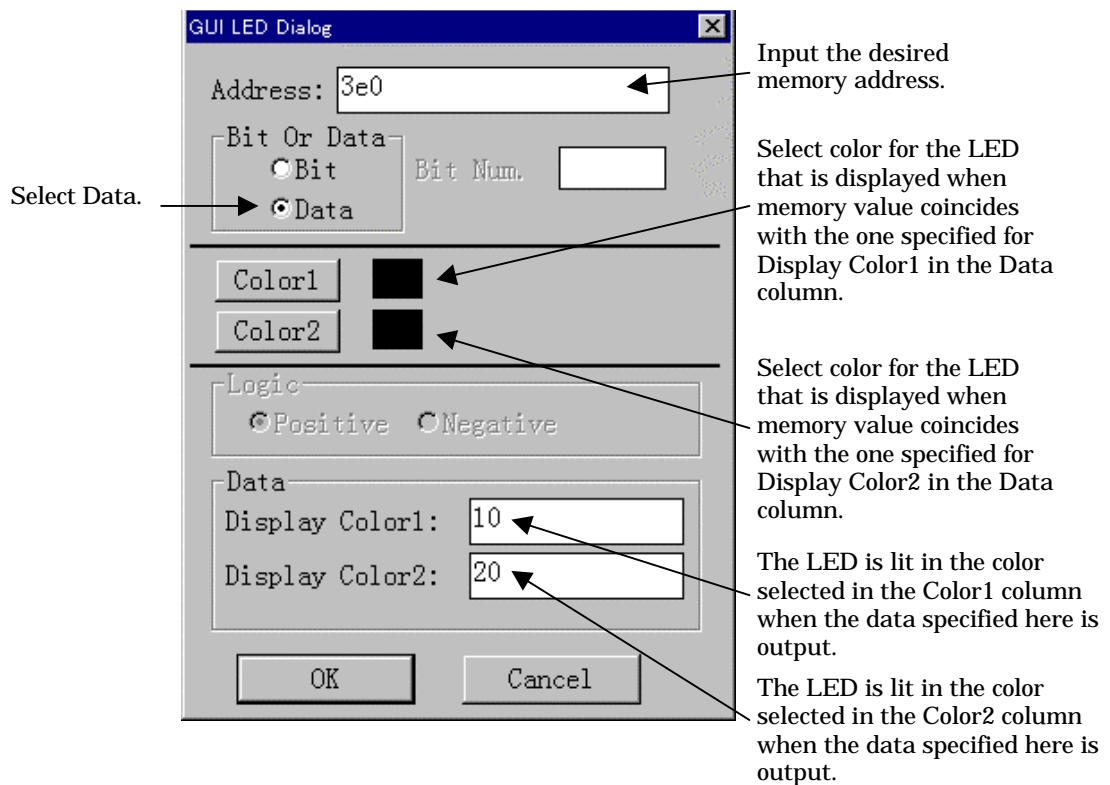 GUI LED Dialog
Address: 3e0
Bit Or Data
Bit
Bit Num.
Data
Color1
Color2
Logic
Positive Negative
Data
Display Color1: 10
Display Color2: 20
OK Cancel
Select Data.
Input the desired
memory address.
Select color for the LED
that is displayed when
memory value coincides
with the one specified for
Display Color1 in the Data
column.
Select color for the LED
that is displayed when
memory value coincides
with the one specified for
Display Color2 in the Data
column.
The LED is lit in the color
selected in the Color1 column
when the data specified here is
output.
The LED is lit in the color
selected in the Color2 column
when the data specified here is
output.